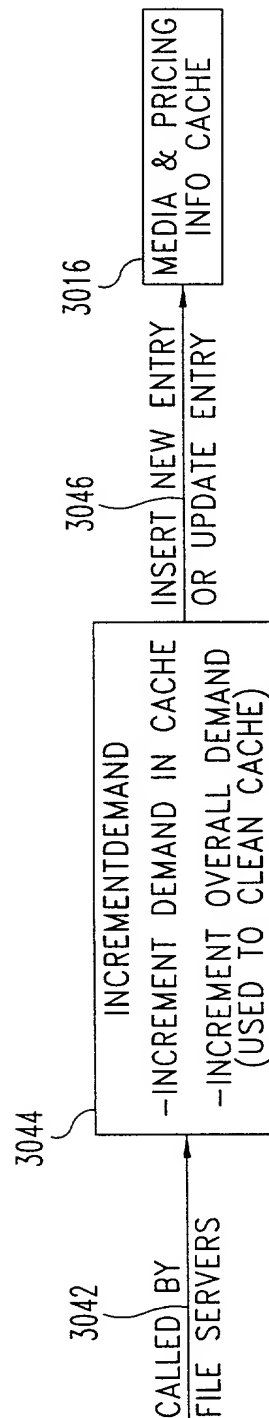 3042
CALLED BY
FILE SERVERS
3044
INCREMENTDEMAND
-INCREMENT DEMAND IN CACHE
-INCREMENT OVERALL DEMAND
(USED TO CLEAN CACHE)
3046
INSERT NEW ENTRY
OR UPDATE ENTRY
3016
MEDIA & PRICING
INFO CACHE